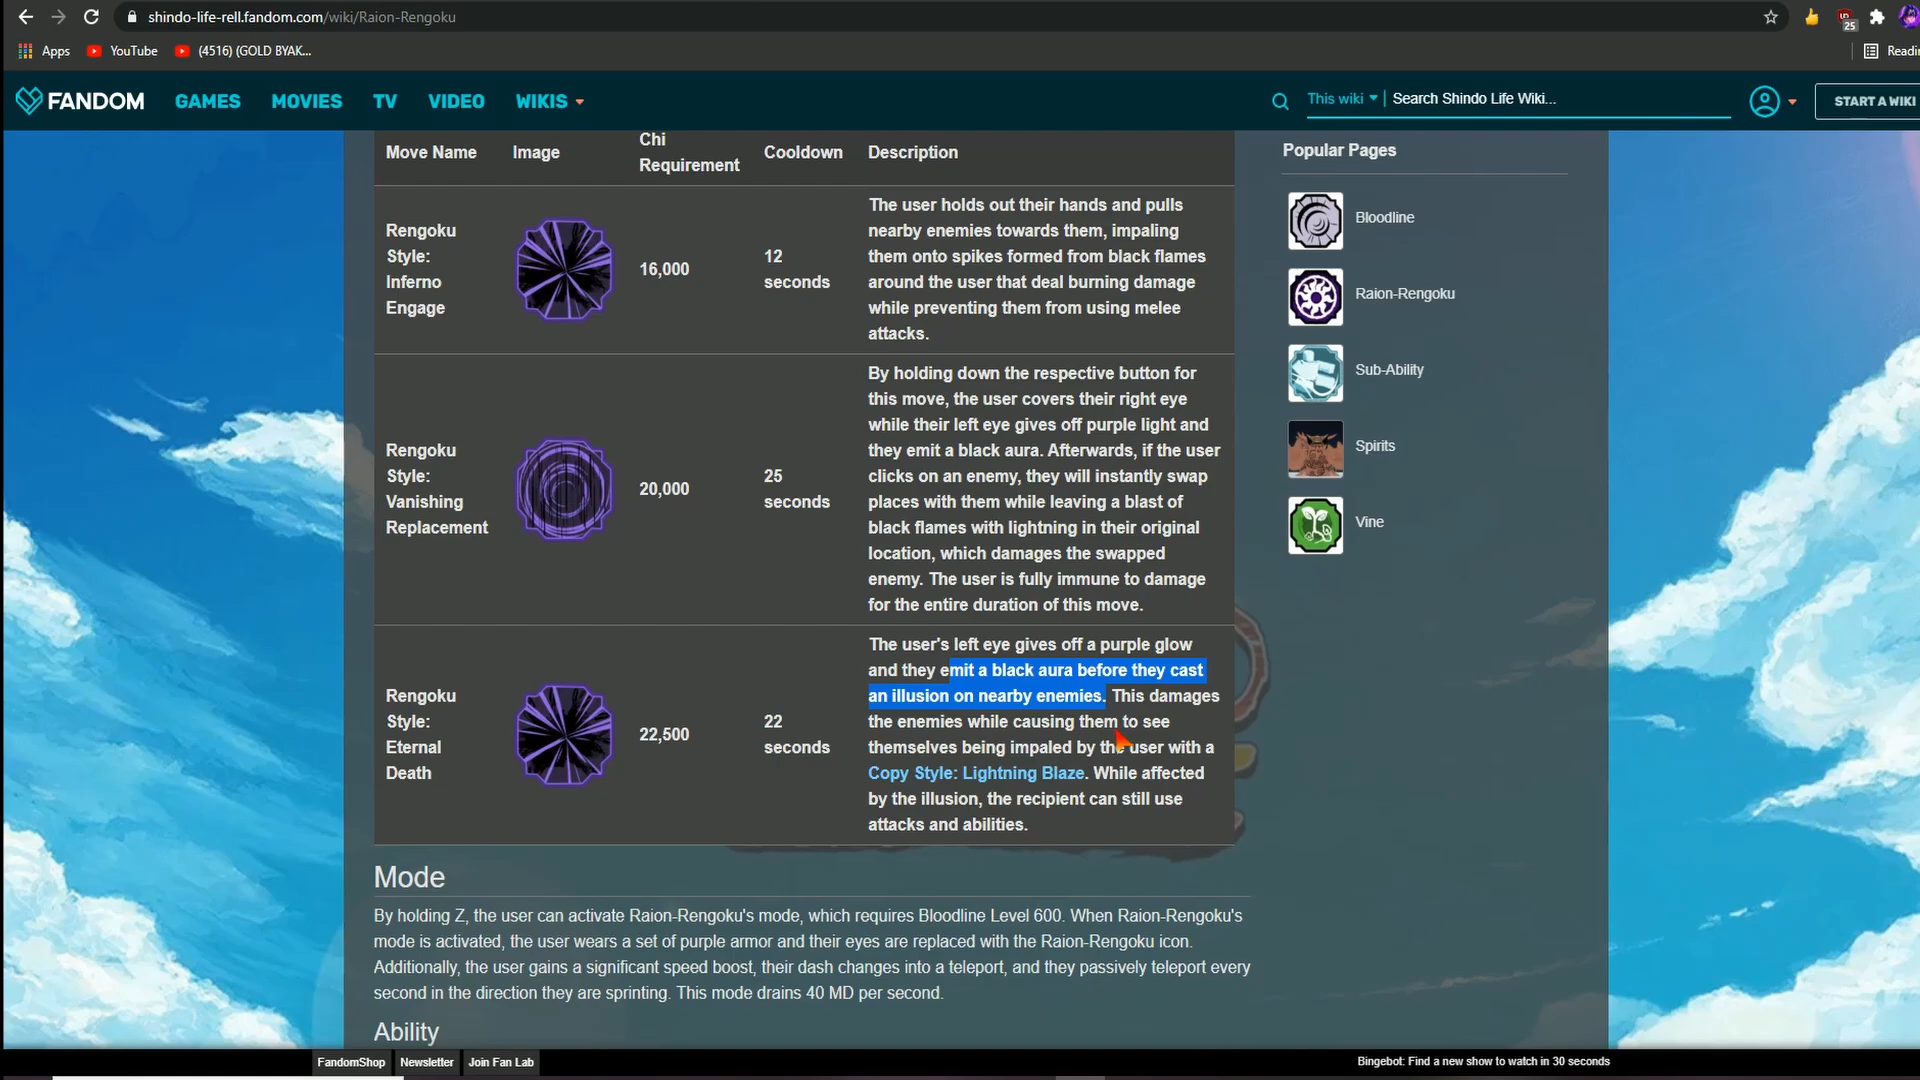 shindo-life-rell.fandom.com/wiki/Raion-Rengoku
25
Apps
YouTube
(4516) (GOLD BYAK...
Readin
FANDOM
GAMES
MOVIES
TV
VIDEO
WIKIS
This wiki
Search Shindo Life Wiki...
START A WIKI
Move Name
Image
Chi
Requirement
Cooldown
Description
Rengoku
Style:
Inferno
Engage
16,000
12
seconds
The user holds out their hands and pulls
nearby enemies towards them, impaling
them onto spikes formed from black flames
around the user that deal burning damage
while preventing them from using melee
attacks.
Rengoku
Style:
Vanishing
Replacement
20,000
25
seconds
By holding down the respective button for
this move, the user covers their right eye
while their left eye gives off purple light and
they emit a black aura. Afterwards, if the user
clicks on an enemy, they will instantly swap
places with them while leaving a blast of
black flames with lightning in their original
location, which damages the swapped
enemy. The user is fully immune to damage
for the entire duration of this move.
Rengoku
Style:
Eternal
Death
22,500
22
seconds
The user's left eye gives off a purple glow
and they emit a black aura before they cast
an illusion on nearby enemies. This damages
the enemies while causing them to see
themselves being impaled by the user with a
Copy Style: Lightning Blaze. While affected
by the illusion, the recipient can still use
attacks and abilities.
Mode
By holding Z, the user can activate Raion-Rengoku's mode, which requires Bloodline Level 600. When Raion-Rengoku's
mode is activated, the user wears a set of purple armor and their eyes are replaced with the Raion-Rengoku icon.
Additionally, the user gains a significant speed boost, their dash changes into a teleport, and they passively teleport every
second in the direction they are sprinting. This mode drains 40 MD per second.
Ability
Popular Pages
Bloodline
Raion-Rengoku
Sub-Ability
Spirits
Vine
FandomShop
Newsletter
Join Fan Lab
Bingebot: Find a new show to watch in 30 seconds